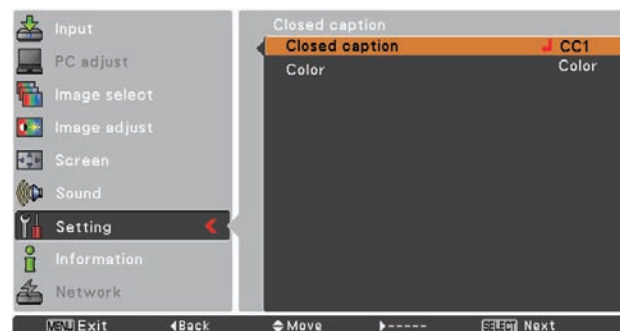 Input
PC adjust
Image select
Image adjust
Screen
Sound
Setting
Information
Network
Closed caption
Closed caption CC1
Color Color
MENU Exit Back Move ----- SELECT Next